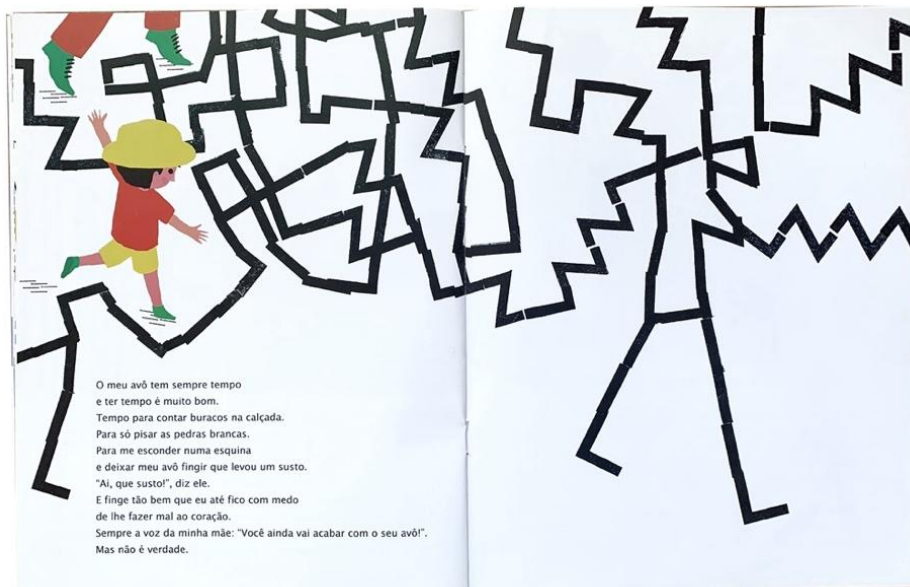 O meu avô tem sempre tempo
e ter tempo é muito bom.
Tempo para contar buracos na calçada.
Para só pisar as pedras brancas.
Para me esconder numa esquina
e deixar meu avô fingir que levou um susto.
"Ai, que susto!", diz ele.
E finge tão bem que eu até fico com medo
de lhe fazer mal ao coração.
Sempre a voz da minha mãe: "Você ainda vai acabar com o seu avô!".
Mas não é verdade.